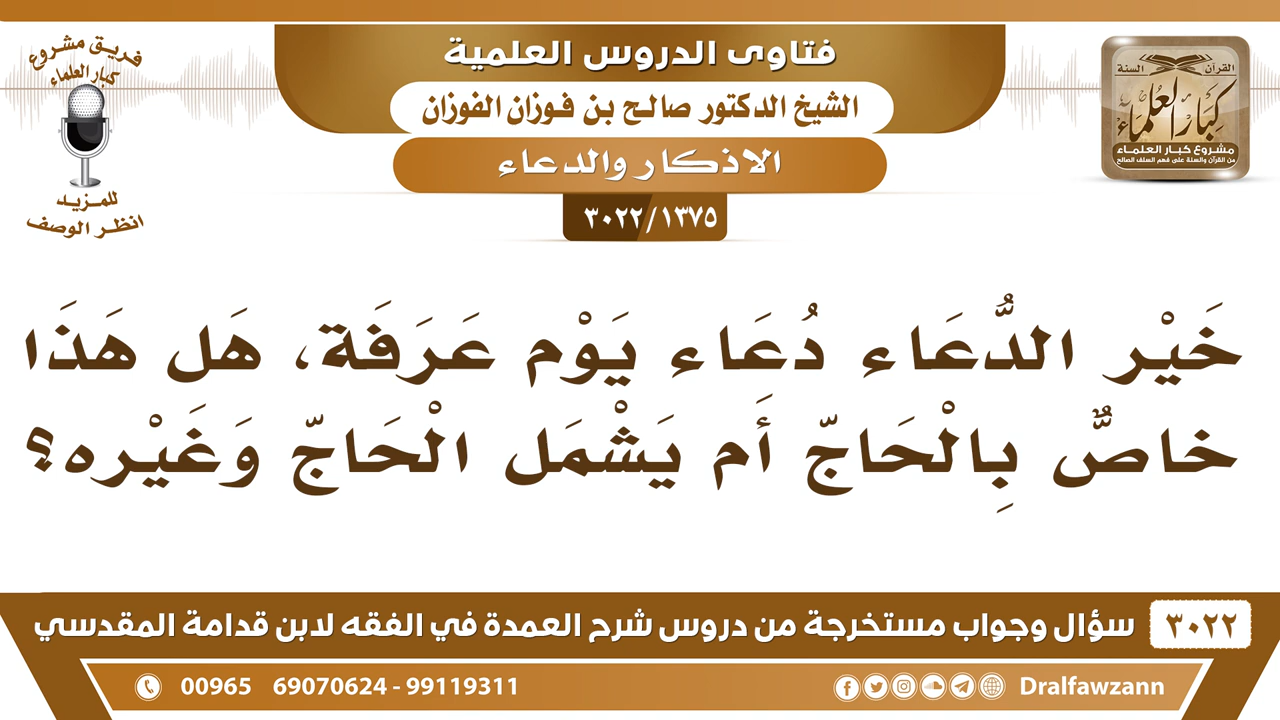 فتاوى الدروس العلمية
الشيخ الدكتور صالح بن فوزان الفوزان
الاذكار والدعاء
٣٠٢٢/١٣٧٥
فريق مشروع
كبار العلماء
للمزيد
انظر الوصف
القرآن السنة
كبار العلماء
مشروع كبار العلماء
من القرآن والسنة على فهم السلف الصالح
خَيْر الدُّعَاء دُعَاء يَوْم عَرَفَة، هَل هَذَا
خاصٌّ بِالْحَاجّ أَم يَشْمَل الْحَاجّ وَغَيْره؟
٣٠٢٢ سؤال وجواب مستخرجة من دروس شرح العمدة في الفقه لابن قدامة المقدسي
00965 69070624 - 99119311
Dralfawzann